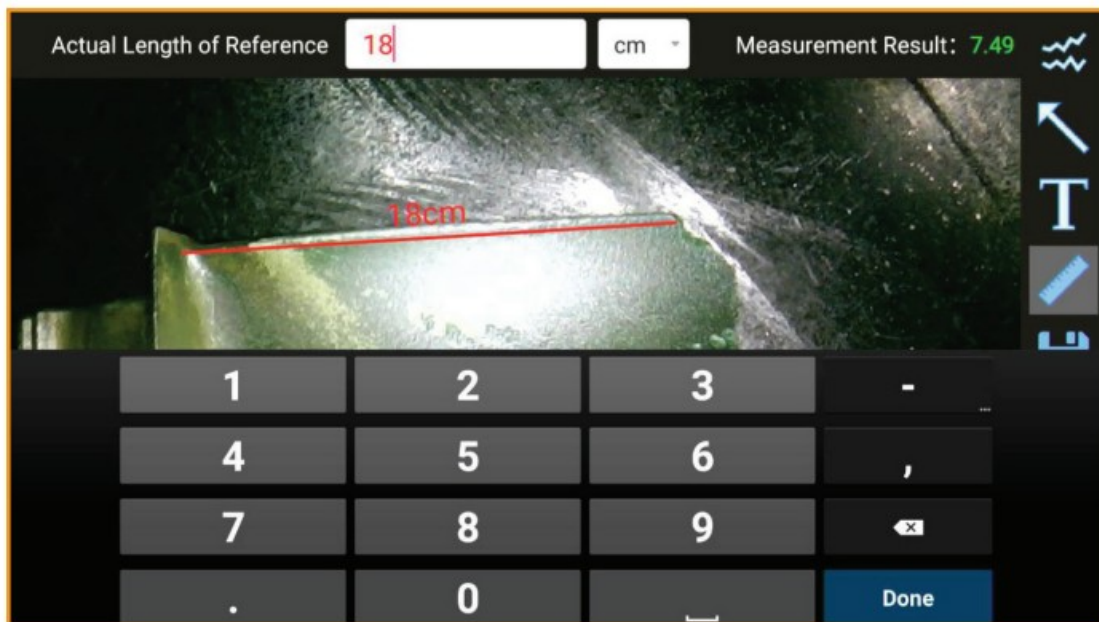 Actual Length of Reference 18 cm Measurement Result: 7.49
T
18cm
1 2 3 -
...
4 5 6 ,
7 8 9
. 0
Done